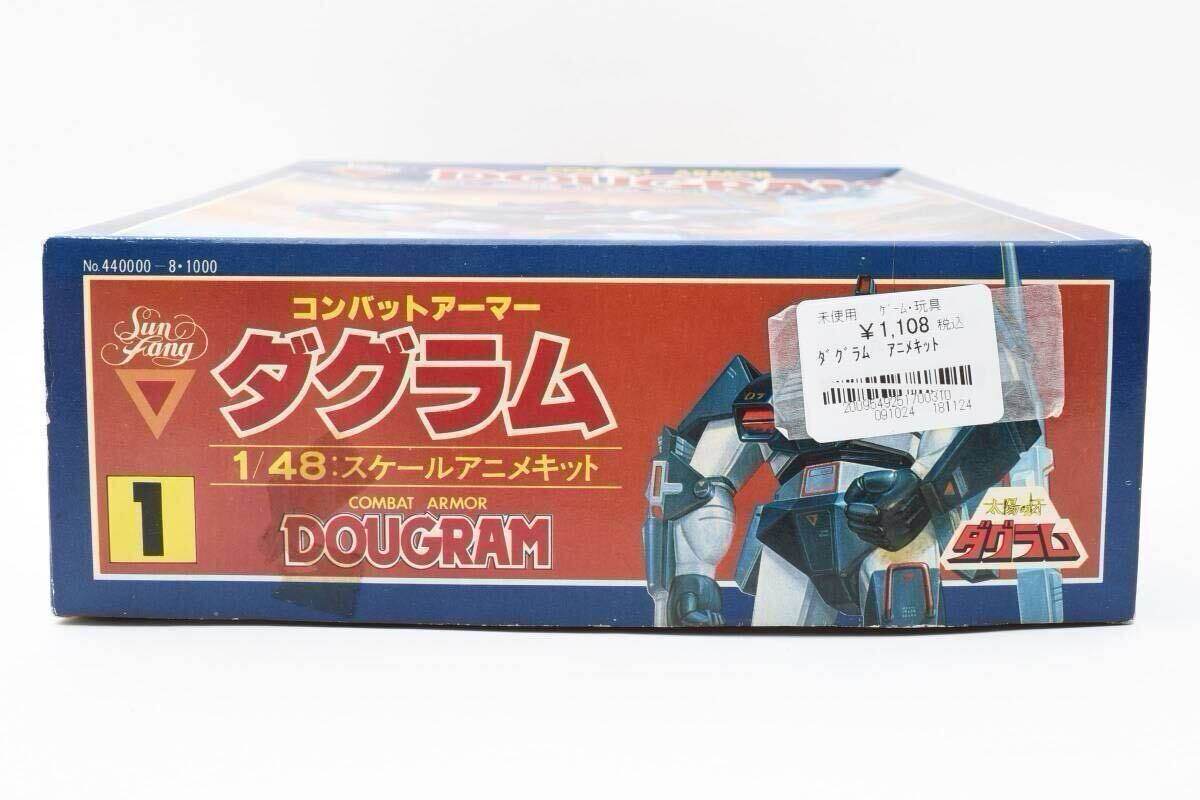 COMBAT ARMOR
DOUGRAM
No.440000-8・1000
Sun
Fang
コンバットアーマー
ダグラム
1/48:スケールアニメキット
1
COMBAT ARMOR
DOUGRAM
07
未使用 ゲーム・玩具
¥1,108 税込
ダグラム アニメキット
2009549251700310
091024 181124
太陽の牙
ダグラム